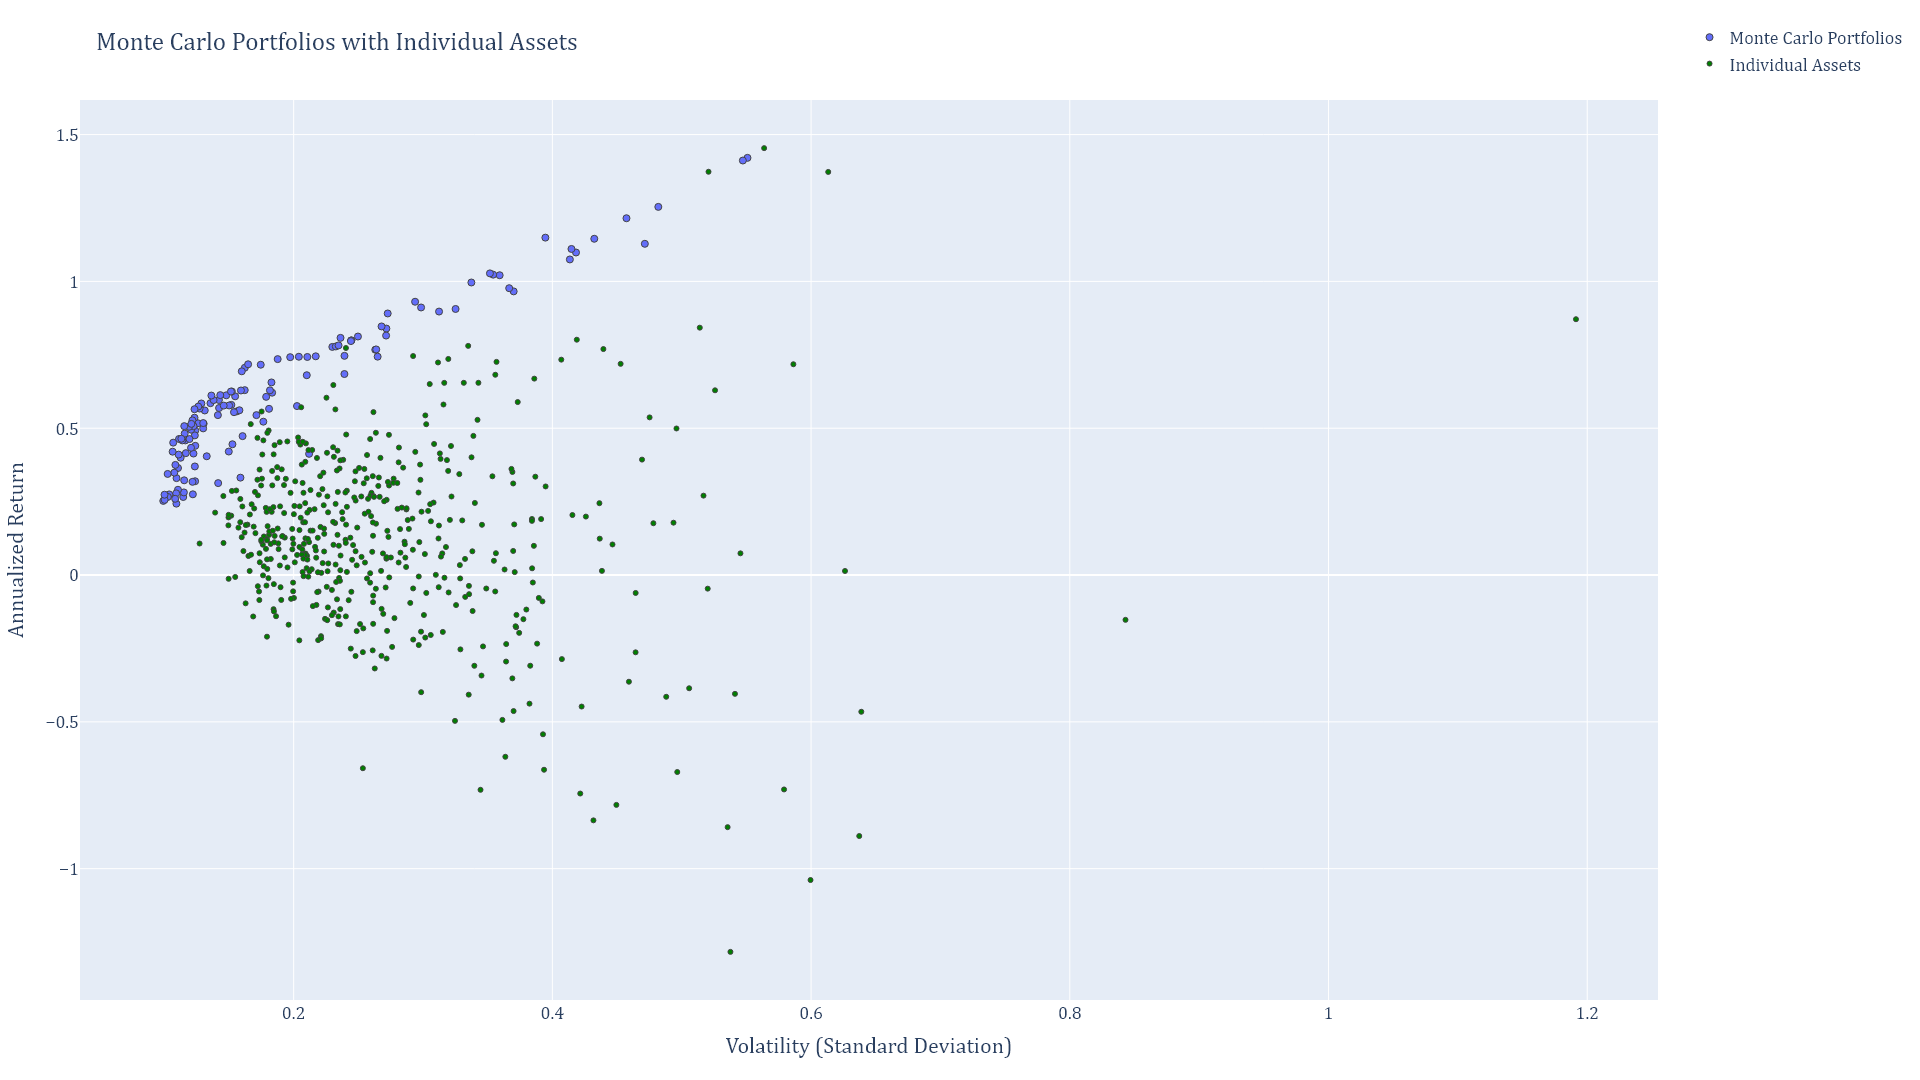 Monte Carlo Portfolios with Individual Assets
Monte Carlo Portfolios
Individual Assets
1.5
1
0.5
0
−0.5
−1
Annualized Return
0.2
0.4
0.6
0.8
1
1.2
Volatility (Standard Deviation)